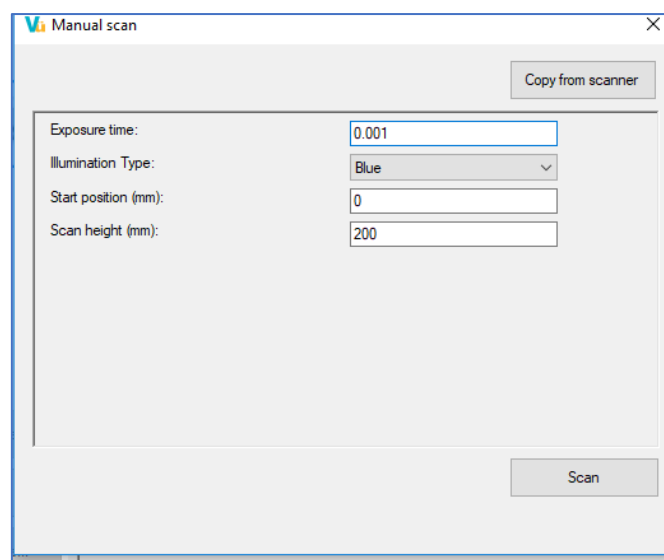 Manual scan
Copy from scanner
Exposure time: 0.001
Illumination Type: Blue
Start position (mm): 0
Scan height (mm): 200
Scan